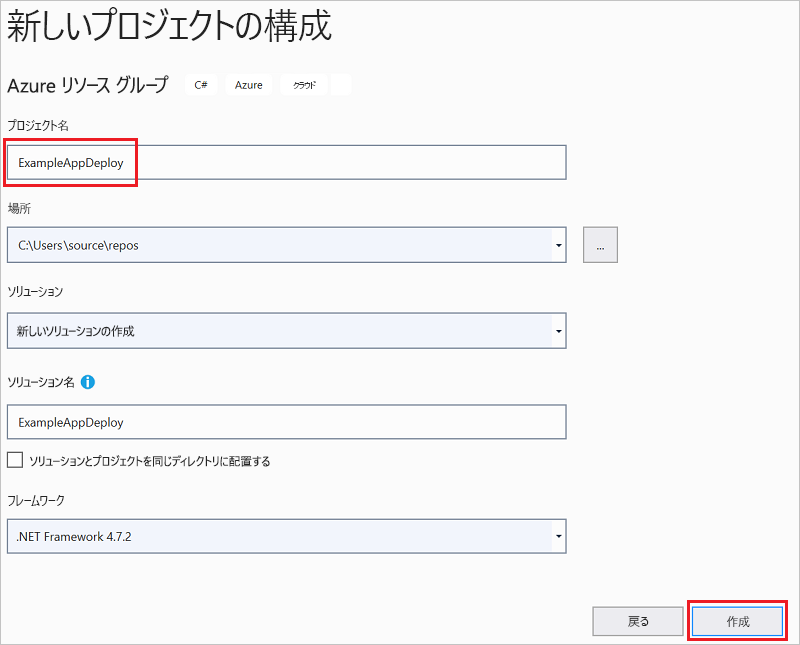 新しいプロジェクトの構成
Azure リソース グループ C# Azure クラウド
プロジェクト名
ExampleAppDeploy
場所
C:\Users\source\repos
...
ソリューション
新しいソリューションの作成
ソリューション名
ExampleAppDeploy
ソリューションとプロジェクトを同じディレクトリに配置する
フレームワーク
.NET Framework 4.7.2
戻る 作成